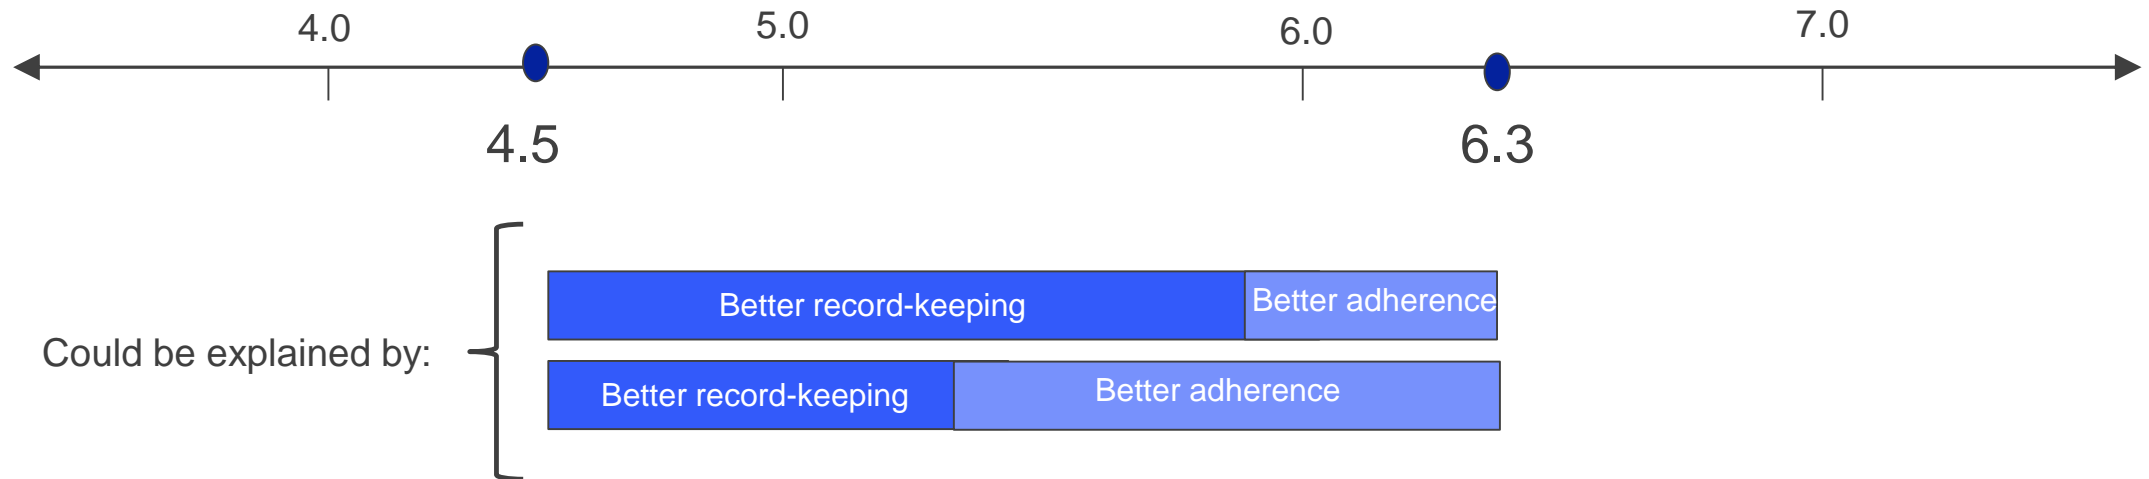 4.0
5.0
6.0
7.0
4.5
6.3
Could be explained by:
Better record-keeping
Better adherence
Better record-keeping
Better adherence